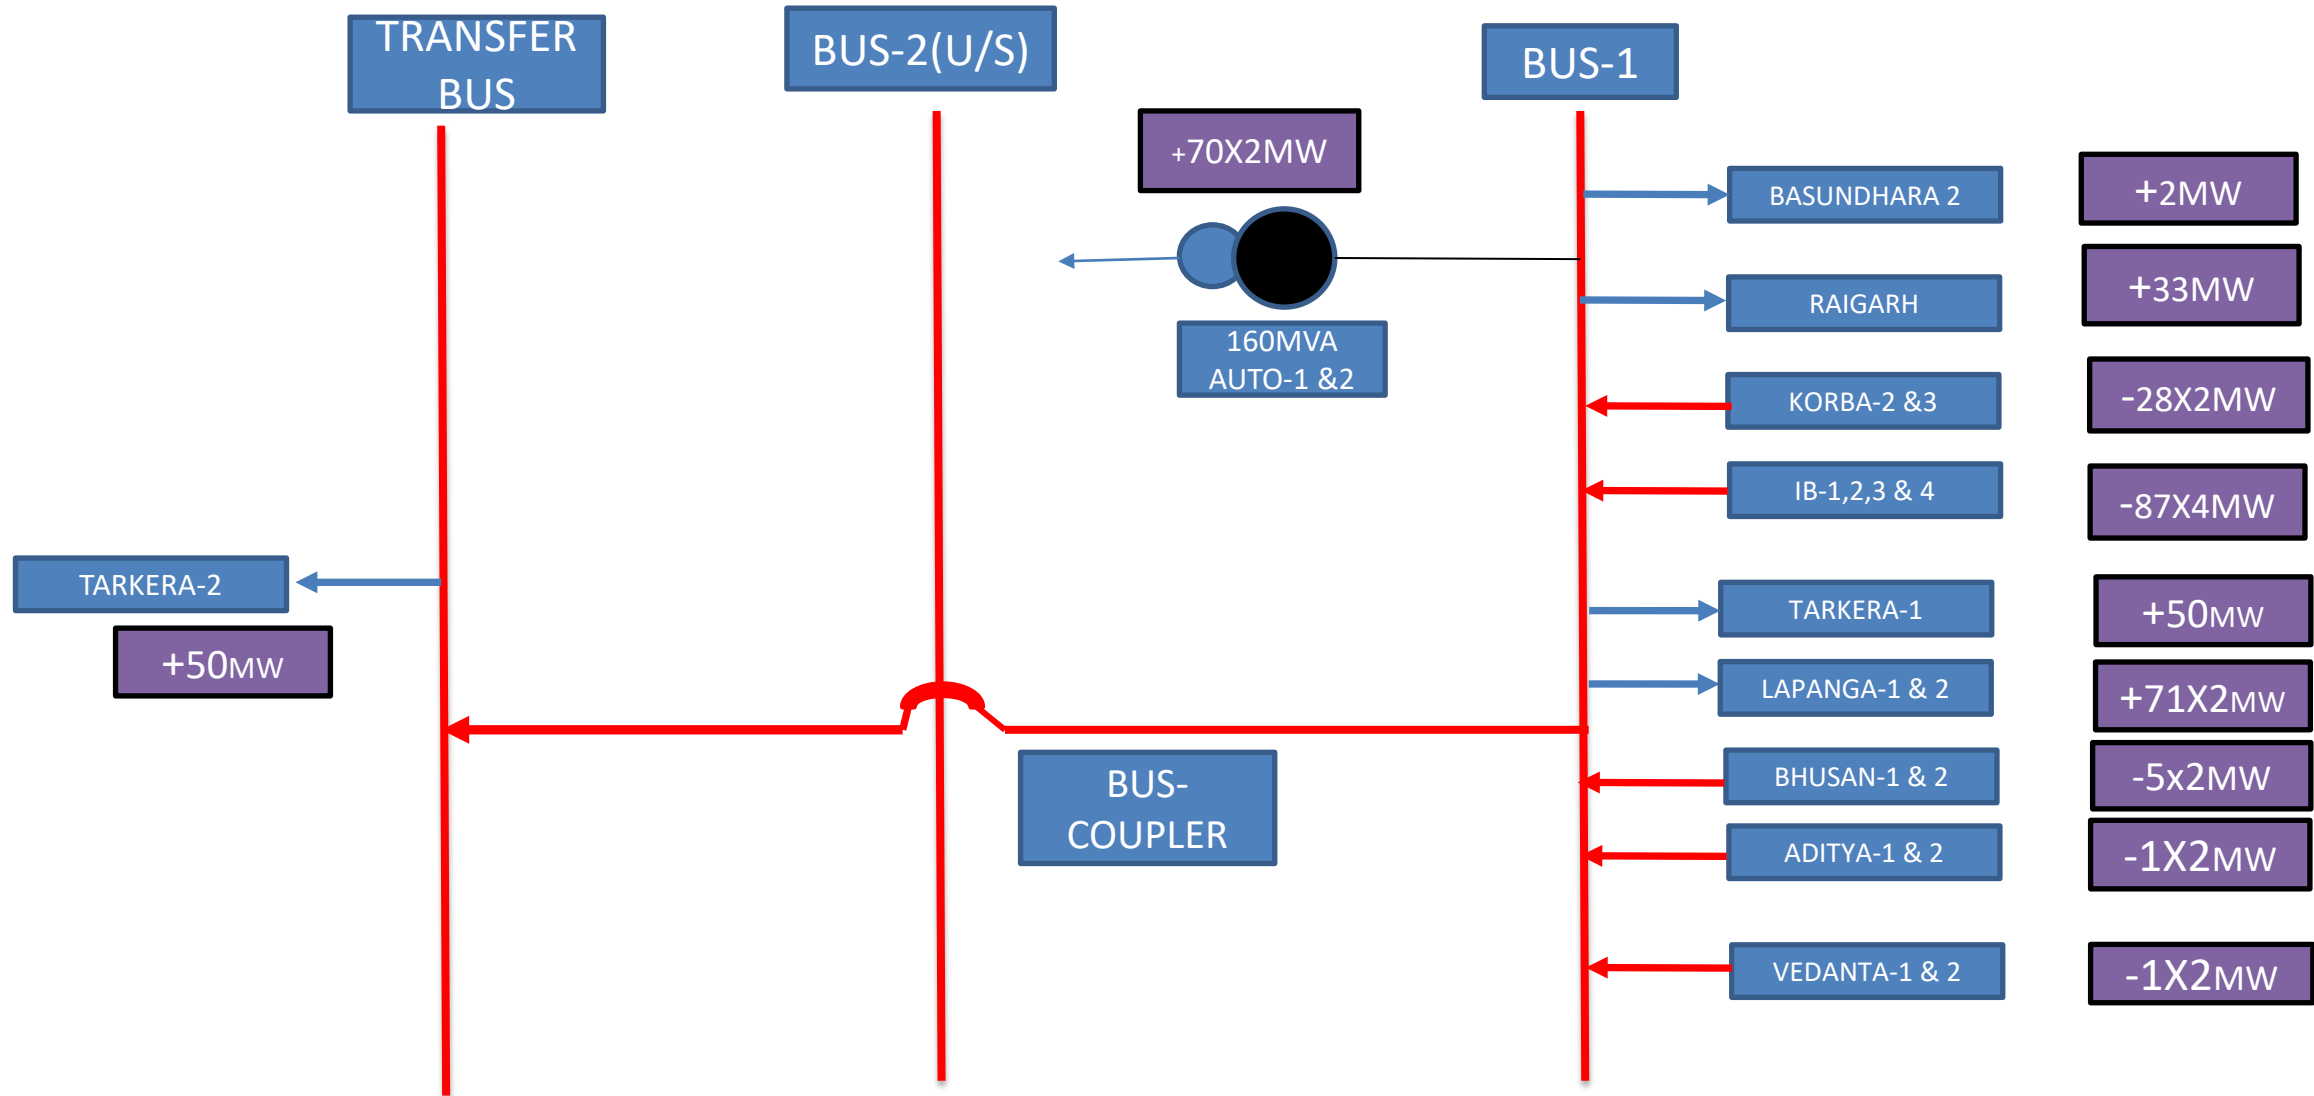 TRANSFER
BUS
BUS-2(U/S)
BUS-1
+70X2MW
160MVA
AUTO-1 &2
BASUNDHARA 2
+2MW
RAIGARH
+33MW
KORBA-2 &3
-28X2MW
IB-1,2,3 & 4
-87X4MW
TARKERA-2
+50MW
TARKERA-1
+50MW
LAPANGA-1 & 2
+71X2MW
BUS-
COUPLER
BHUSAN-1 & 2
-5x2MW
ADITYA-1 & 2
-1X2MW
VEDANTA-1 & 2
-1X2MW